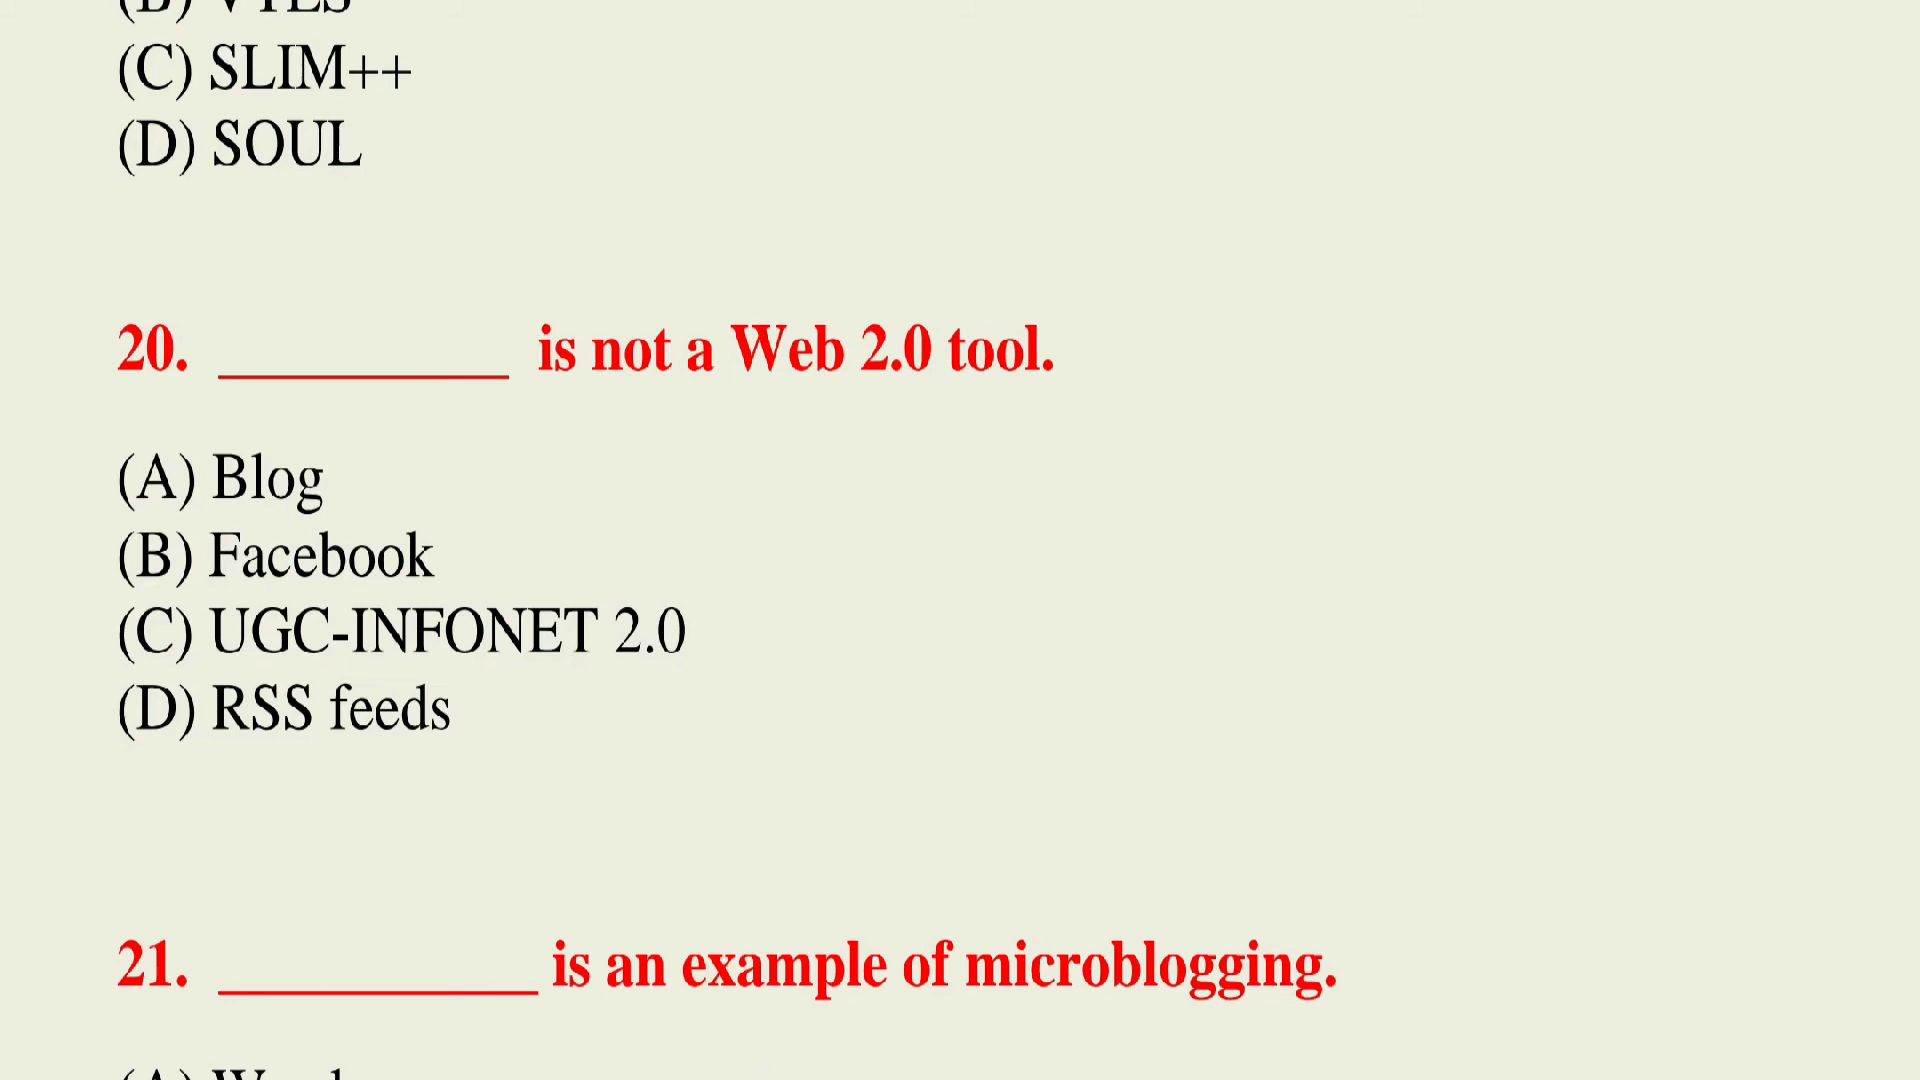 (C) SLIM++
(D) SOUL
20. __________ is not a Web 2.0 tool.
(A) Blog
(B) Facebook
(C) UGC-INFONET 2.0
(D) RSS feeds
21. ___________ is an example of microblogging.